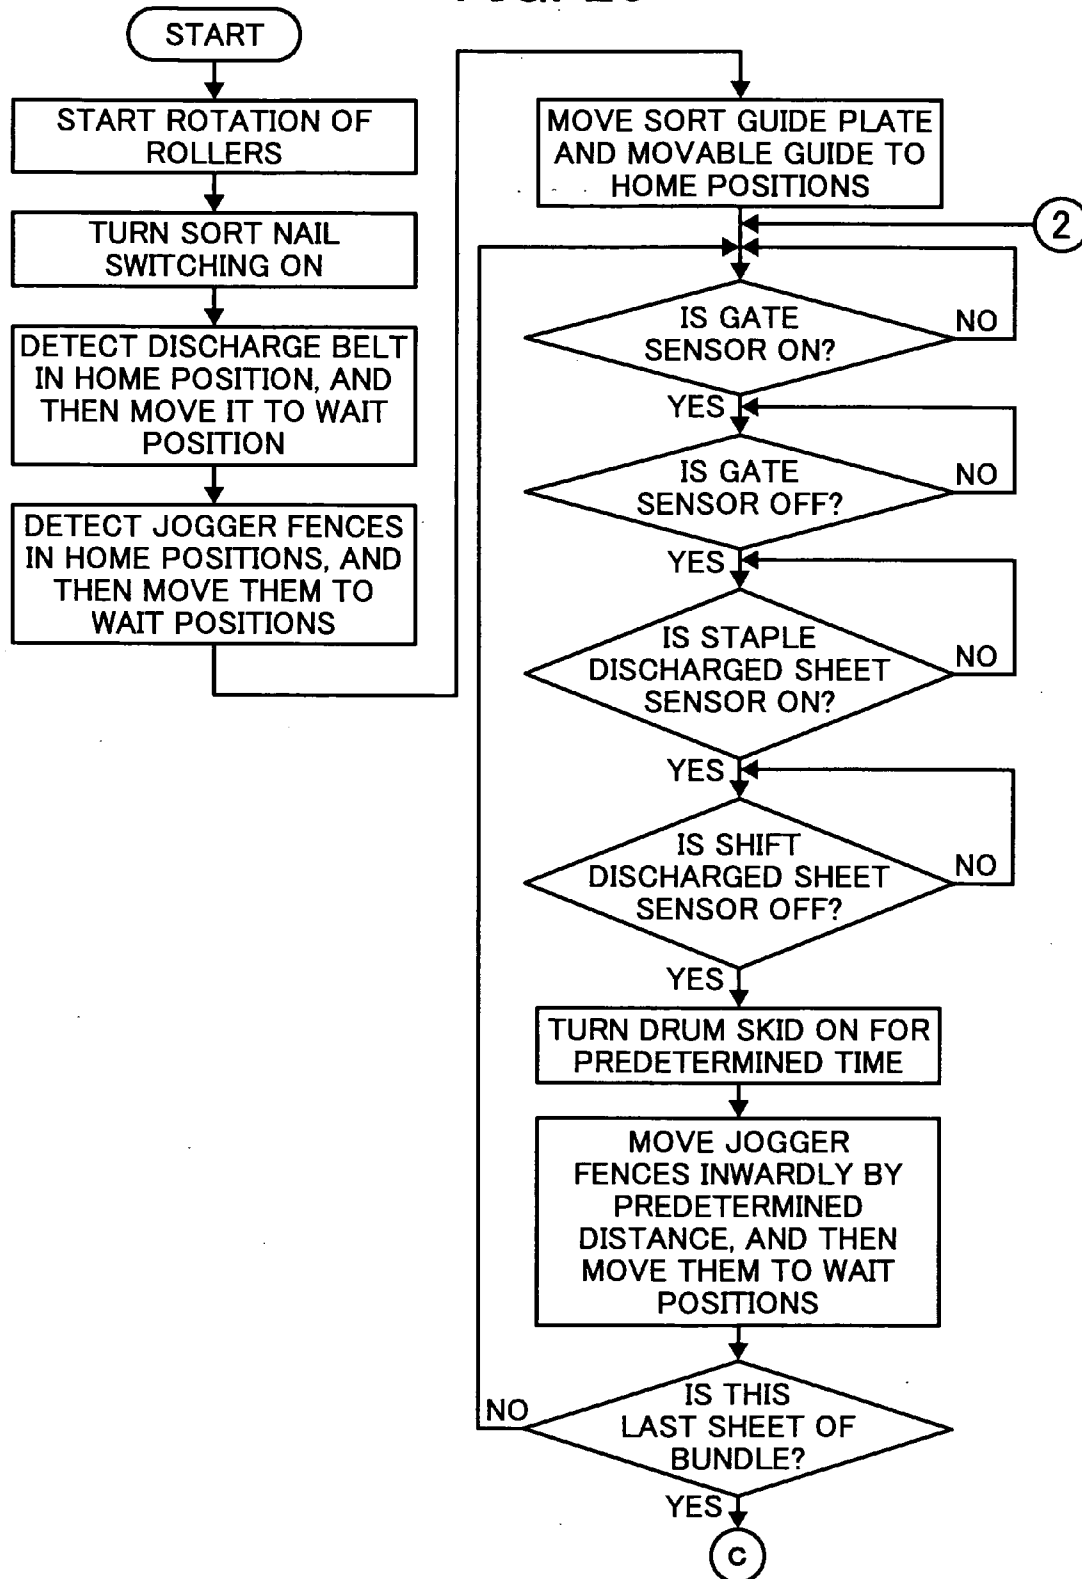 START
START ROTATION OF
ROLLERS
TURN SORT NAIL
SWITCHING ON
DETECT DISCHARGE BELT
IN HOME POSITION, AND
THEN MOVE IT TO WAIT
POSITION
DETECT JOGGER FENCES
IN HOME POSITIONS, AND
THEN MOVE THEM TO
WAIT POSITIONS
MOVE SORT GUIDE PLATE
AND MOVABLE GUIDE TO
HOME POSITIONS
2
IS GATE
SENSOR ON?
NO
YES
IS GATE
SENSOR OFF?
NO
YES
IS STAPLE
DISCHARGED SHEET
SENSOR ON?
NO
YES
IS SHIFT
DISCHARGED SHEET
SENSOR OFF?
NO
YES
TURN DRUM SKID ON FOR
PREDETERMINED TIME
MOVE JOGGER
FENCES INWARDLY BY
PREDETERMINED
DISTANCE, AND THEN
MOVE THEM TO WAIT
POSITIONS
IS THIS
LAST SHEET OF
BUNDLE?
NO
YES
C